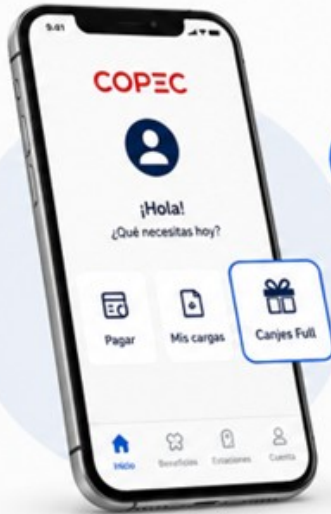 9:41
COPEC
¡Hola!
¿Qué necesitas hoy?
Pagar
Mis cargas
Canjes Full
Inicio
Beneficios
Estaciones
Cuenta